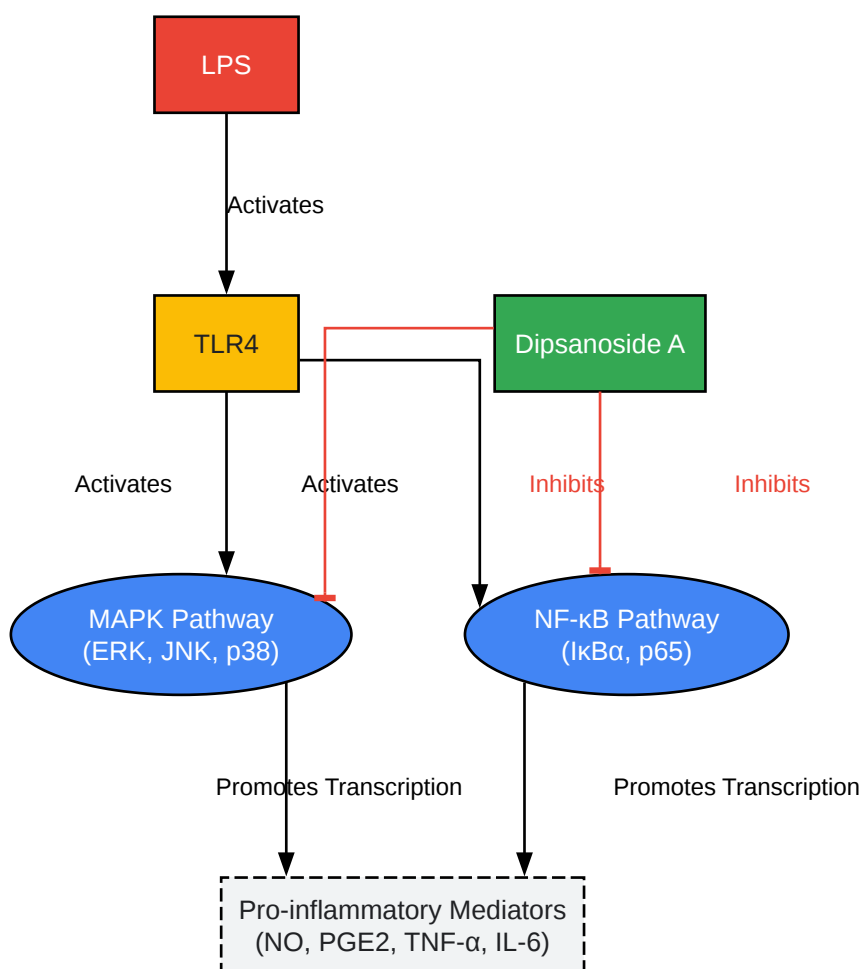 LPS
Activates
TLR4
Dipsanoside A
Activates
Activates
Inhibits
Inhibits
MAPK Pathway
(ERK, JNK, p38)
NF-κB Pathway
(IκBα, p65)
Promotes Transcription
Promotes Transcription
Pro-inflammatory Mediators
(NO, PGE2, TNF-α, IL-6)